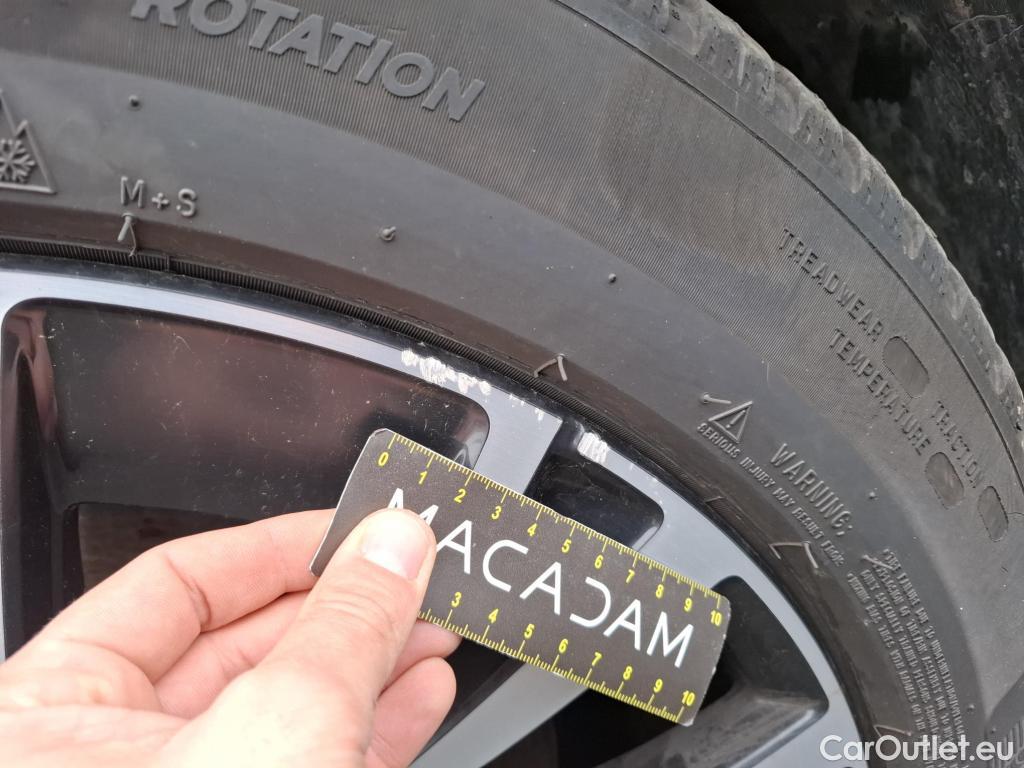 ROTATION
M+S
TREADWEAR TRACTION
TEMPERATURE
WARNING:
SERIOUS INJURY MAY RESULT FROM:
0 1 2 3 4 5 6 7 8 9 10
MACADAM
3 4 5 6 7 8 9 10
CarOutlet.eu